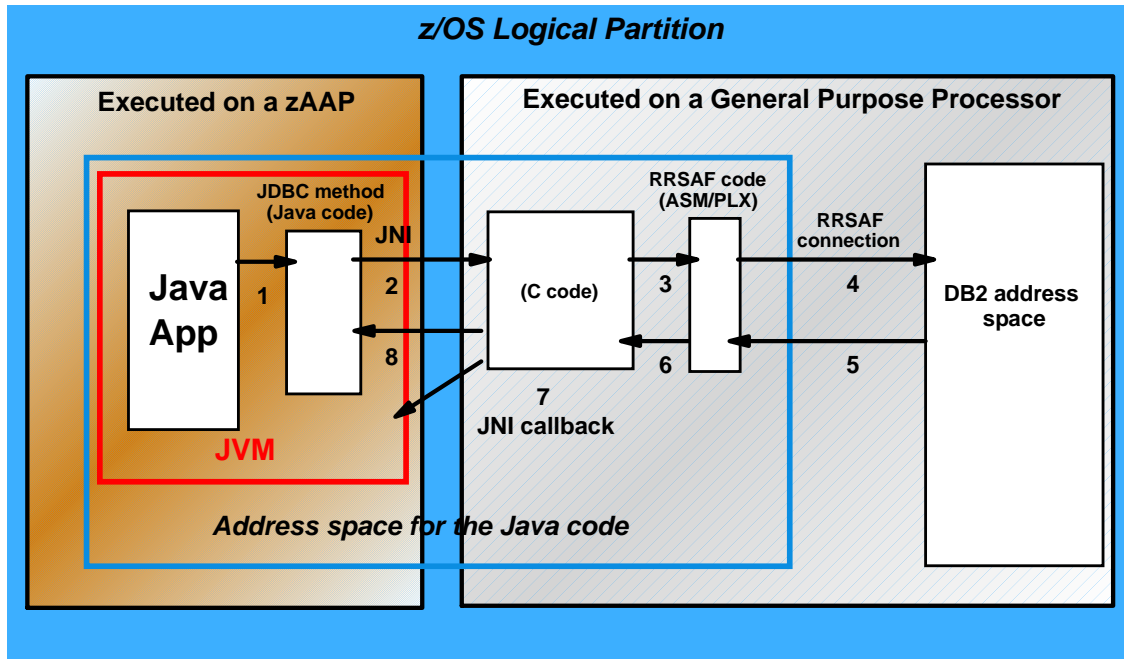 z/OS Logical Partition
Executed on a zAAP
Executed on a General Purpose Processor
JDBC method
(Java code)
RRSAF code
(ASM/PLX)
RRSAF
connection
JNI
Java
App
1
2
(C code)
3
4
DB2 address
space
8
6
5
7
JNI callback
JVM
Address space for the Java code